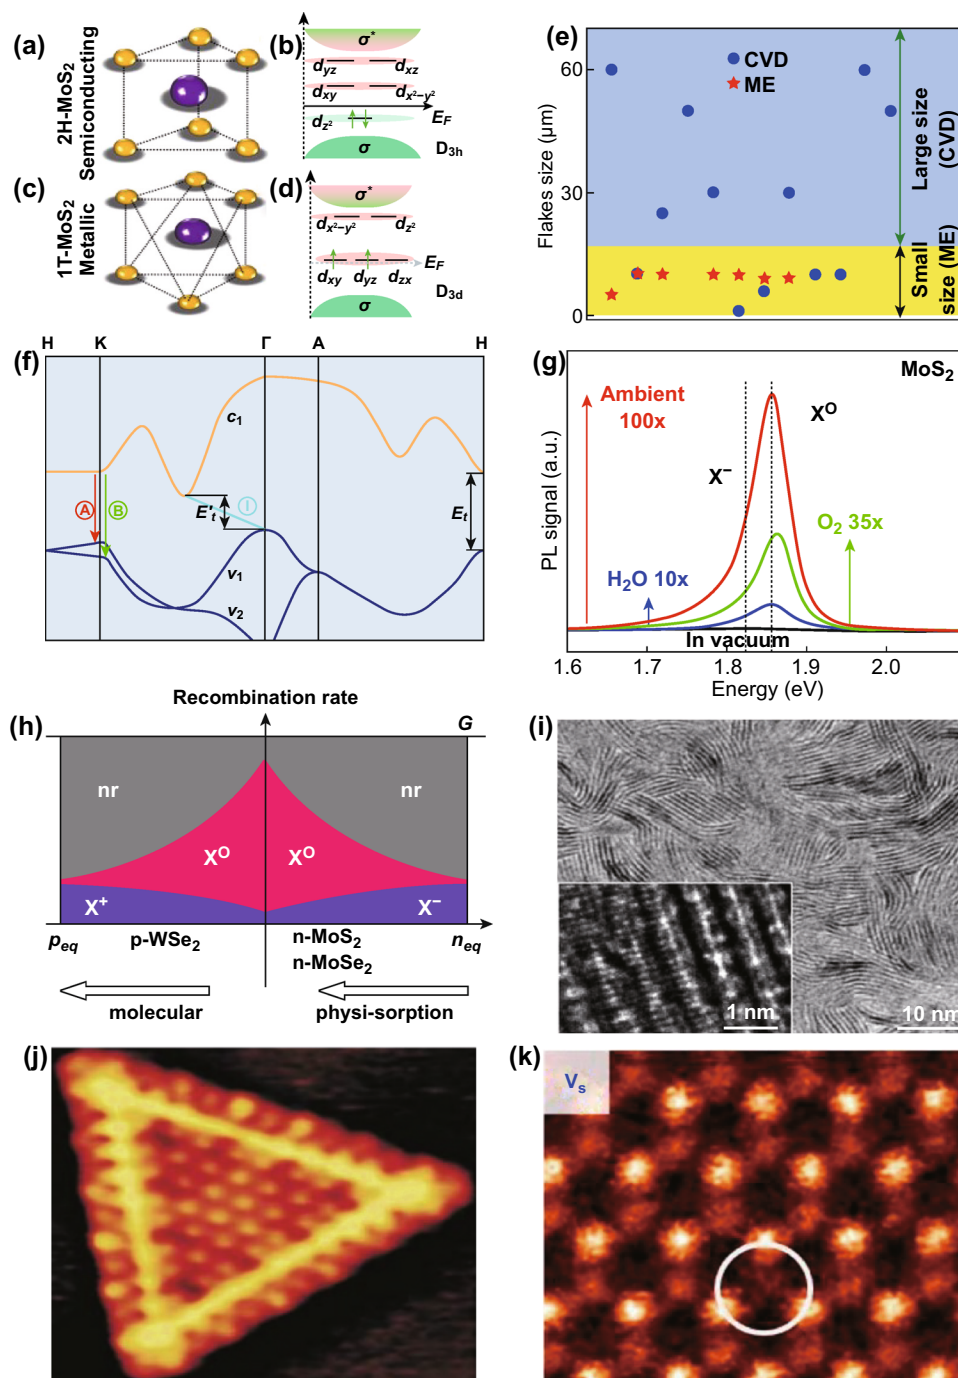 (a)
2H-MoS2
Semiconducting
(b)
σ*
dyz dxz
dxy dx²−y²
EF
dz²
σ
D3h
(c)
1T-MoS2
Metallic
(d)
σ*
dx²−y² dz²
EF
dxy dyz dzx
D3d
σ
(e)
Flakes size (μm)
60
30
0
CVD
ME
Large size
(CVD)
Small
size (ME)
(f)
H K Γ A H
c1
A B
E't
I
Et
v1
v2
(g)
MoS2
PL signal (a.u.)
Ambient
100x
X⁻
X⁰
O2 35x
H2O 10x
In vacuum
1.6 1.7 1.8 1.9 2.0
Energy (eV)
(h)
Recombination rate
G
nr nr
X⁰ X⁰
X⁺ X⁻
peq p-WSe2 n-MoS2 neq
n-MoSe2
molecular physi-sorption
(i)
1 nm
10 nm
(j)
(k)
Vs